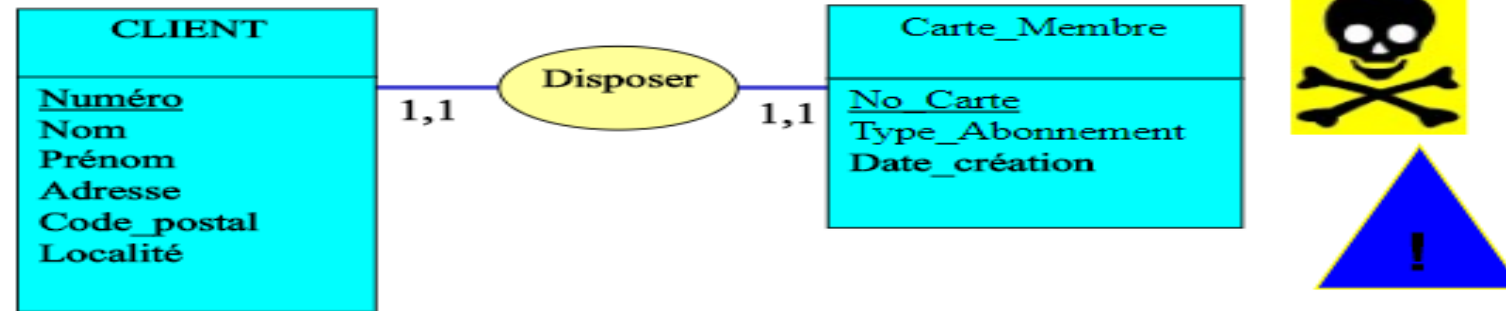 CLIENT
Numéro
Nom
Prénom
Adresse
Code_postal
Localité
1,1
Disposer
1,1
Carte_Membre
No_Carte
Type_Abonnement
Date_création
!